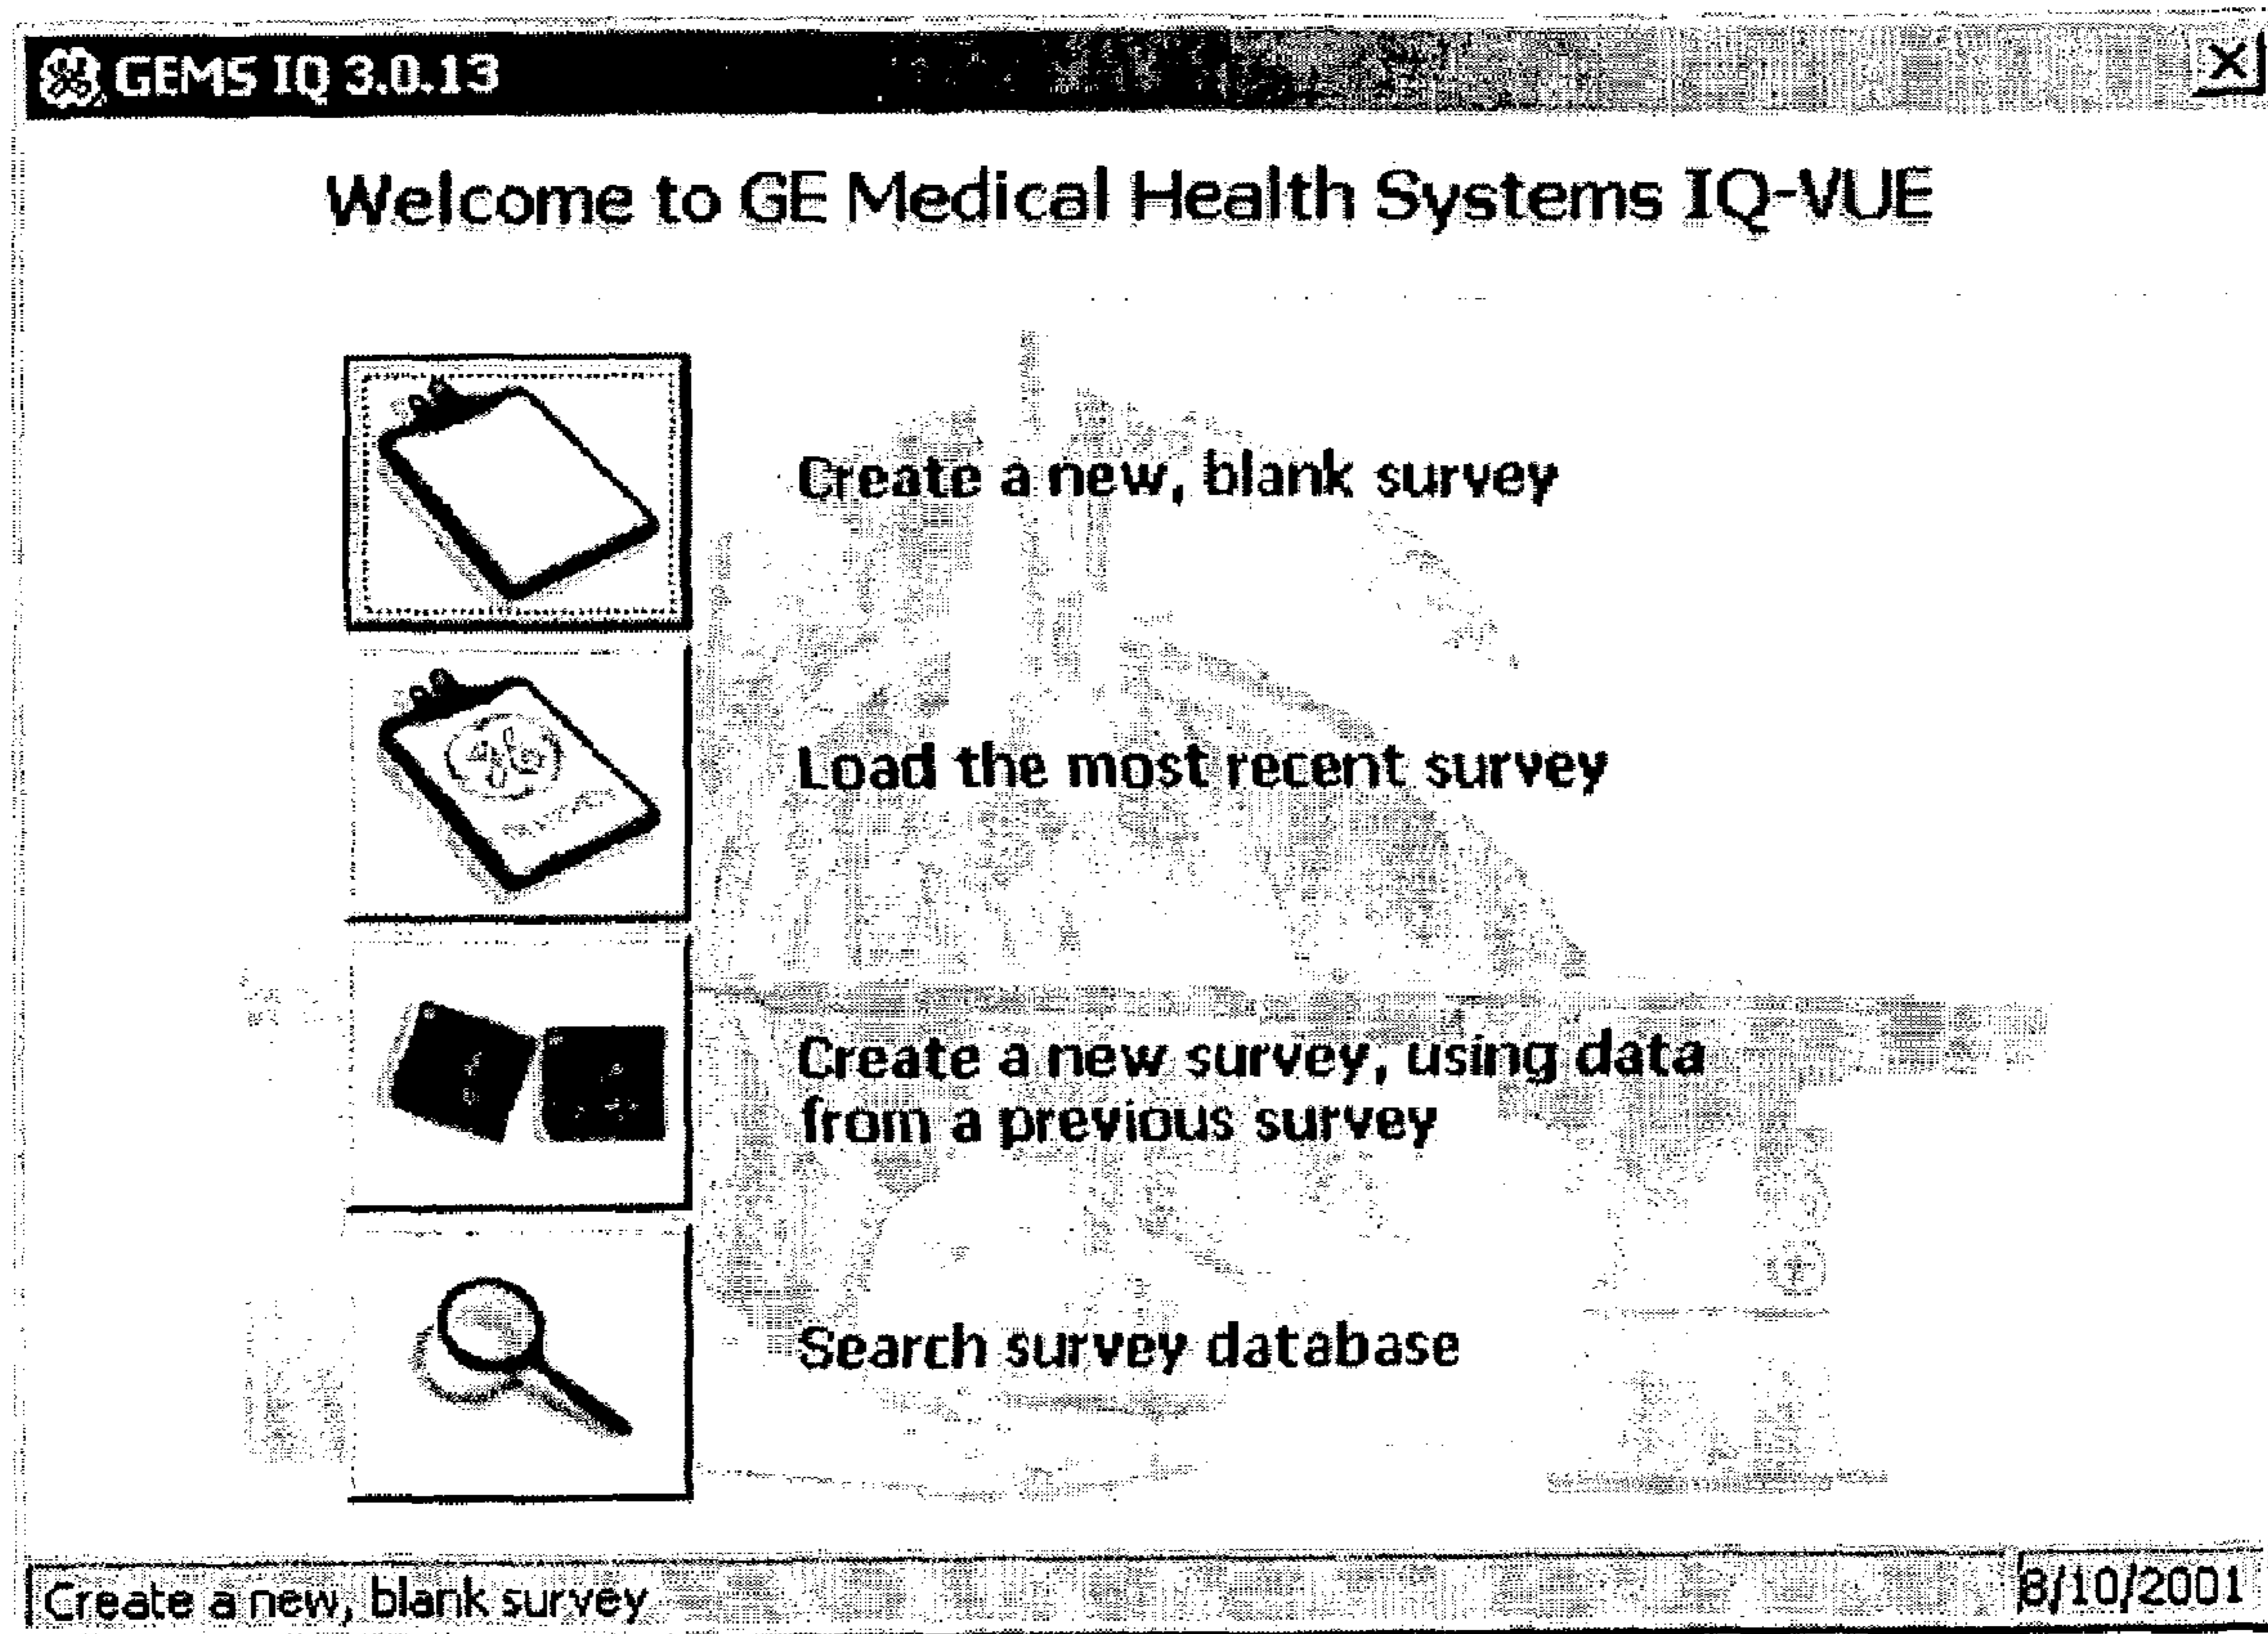 GEMS IQ 3.0.13
Welcome to GE Medical Health Systems IQ-VUE
Create a new, blank survey
Load the most recent survey
Create a new survey, using data
from a previous survey
Search survey database
Create a new, blank survey
8/10/2001